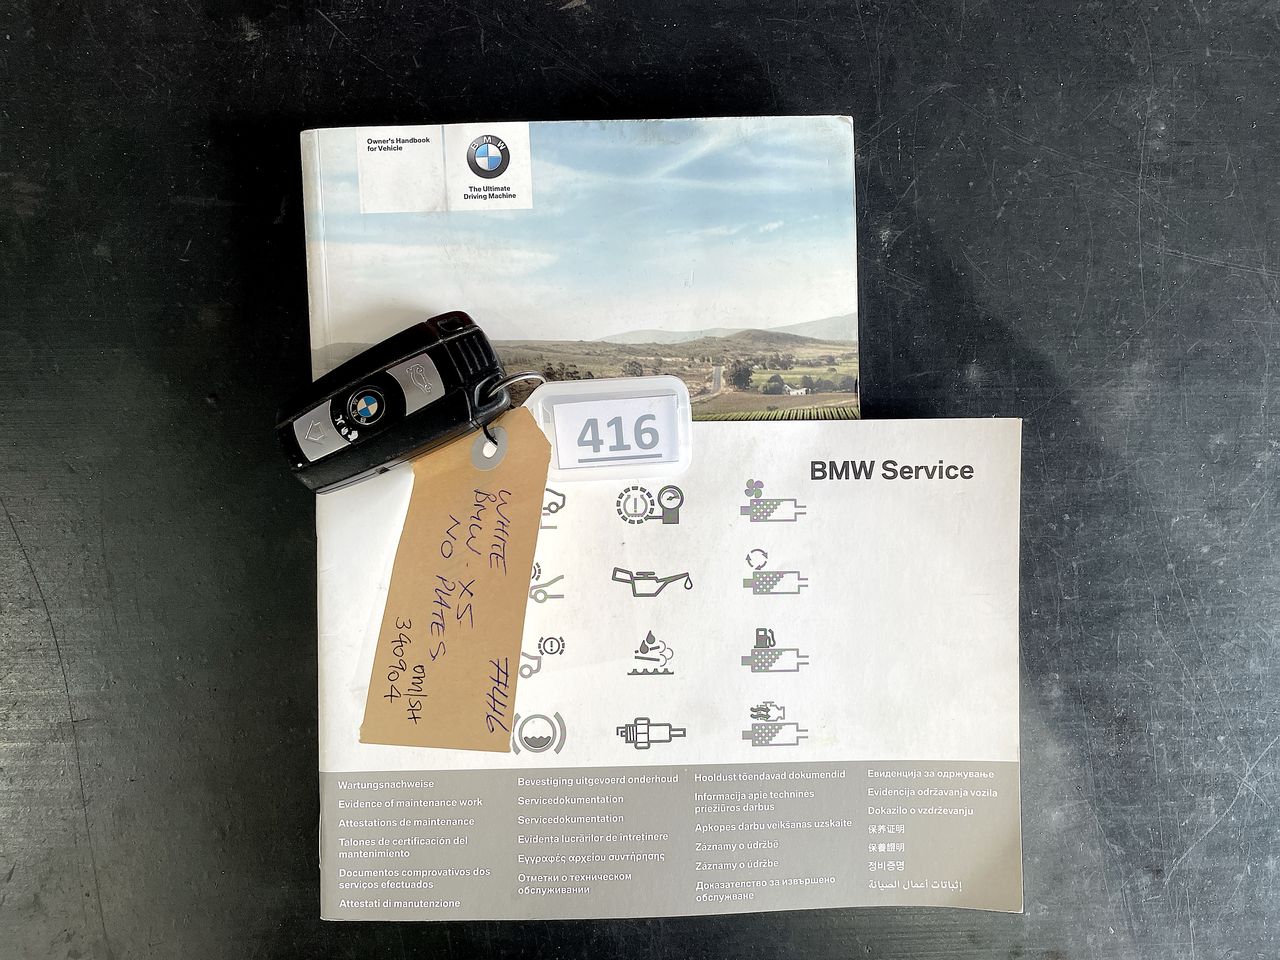 Owner's Handbook
for Vehicle
BMW
The Ultimate
Driving Machine
416
WHITE
BMW X5
NO PLATES
BMW Service
Wartungsnachweise
Evidence of maintenance work
Attestations de maintenance
Talones de certificación del
mantenimiento
Documentos comprovativos dos
serviços efectuados
Attestati di manutenzione
Bevestiging uitgevoerd onderhoud
Servicedokumentation
Servicedokumentation
Evidenţa lucrărilor de întreţinere
Εγγραφές αρχείου συντήρησης
Отметки о техническом
обслуживании
Hooldust tõendavad dokumendid
Informacija apie techninės
priežiūros darbus
Apkopes darbu veikšanas uzskaite
Záznamy o údržbě
Záznamy o údržbe
Доказателство за извършено
обслужване
Евиденција за одржување
Evidencija održavanja vozila
Dokazilo o vzdrževanju
保养证明
保養證明
정비증명
إثباتات أعمال الصيانة